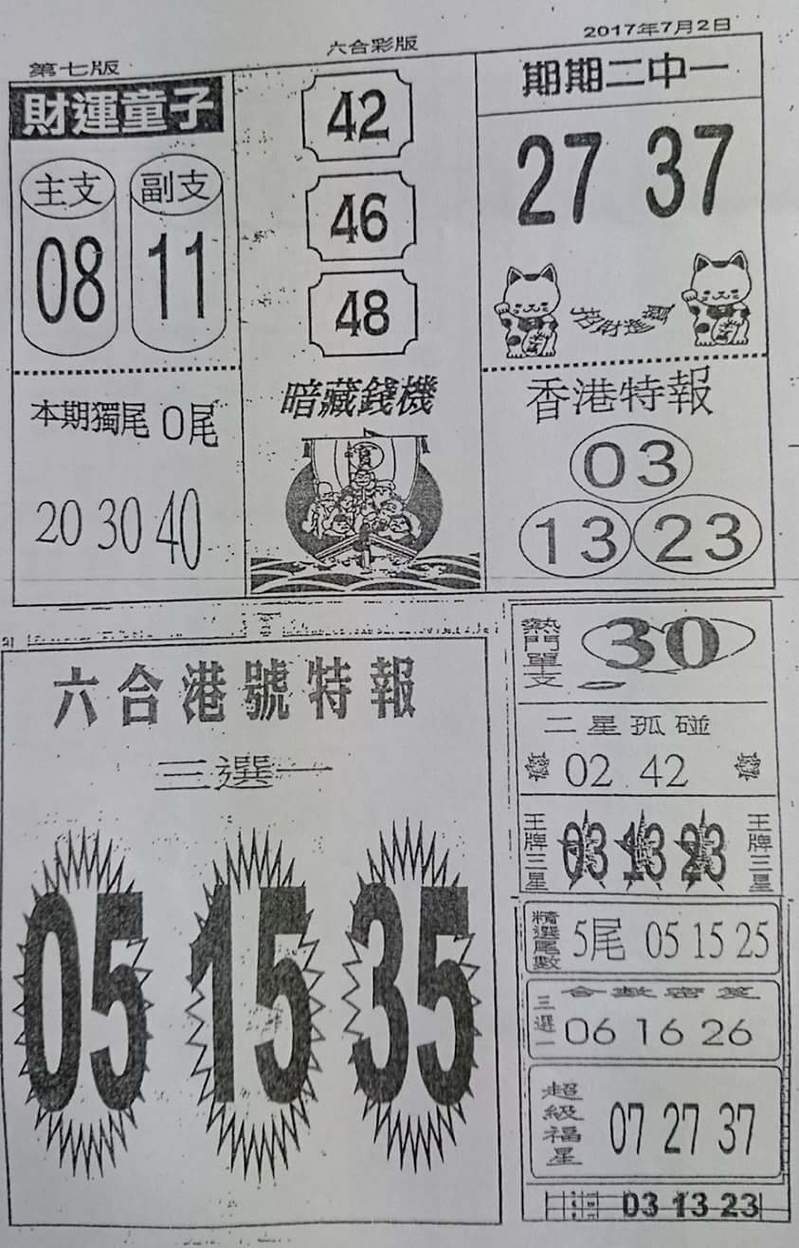 第七版
六合彩版
2017年7月2日
財運童子
主支 副支
08 11
42
46
48
暗藏錢機
期期二中一
27 37
本期獨尾 0尾
20 30 40
香港特報
03
13 23
六合港號特報
三選一
05 15 35
熱門單支
30
二星孤碰
02 42
王牌三星
03 13 23
王牌三星
精選尾數
5尾 05 15 25
三選一
06 16 26
超級福星
07 27 37
03 13 23